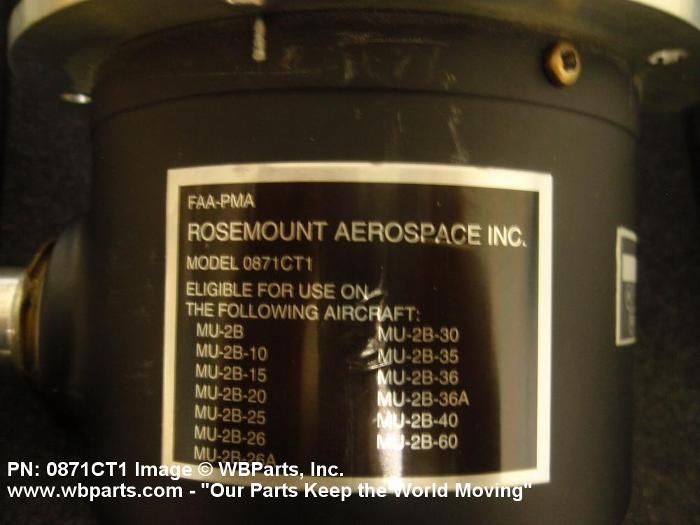 FAA-PMA
ROSEMOUNT AEROSPACE INC.
MODEL 0871CT1
ELIGIBLE FOR USE ON
THE FOLLOWING AIRCRAFT:
MU-2B
MU-2B-10
MU-2B-15
MU-2B-20
MU-2B-25
MU-2B-26
MU-2B-26A
MU-2B-30
MU-2B-35
MU-2B-36
MU-2B-36A
MU-2B-40
MU-2B-60
PN: 0871CT1 Image © WBParts, Inc.
www.wbparts.com - "Our Parts Keep the World Moving"